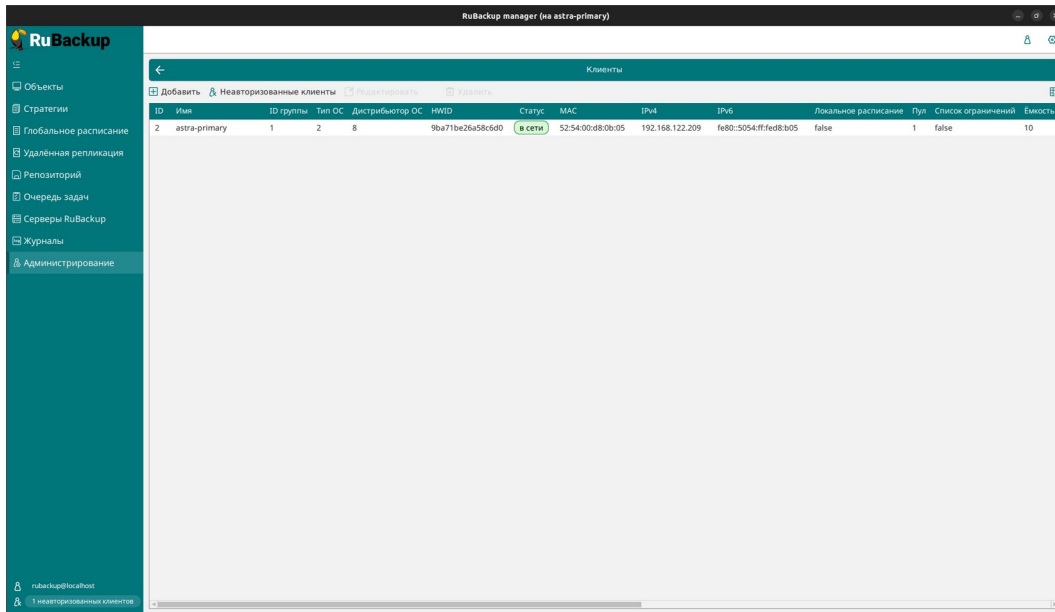 RuBackup manager (на astra-primary)
RuBackup
Объекты
Стратегии
Глобальное расписание
Удалённая репликация
Репозиторий
Очередь задач
Серверы RuBackup
Журналы
Администрирование
Клиенты
Добавить Неавторизованные клиенты Редактировать Удалить
ID Имя ID группы Тип ОС Дистрибьютор ОС HWID Статус MAC IPv4 IPv6 Локальное расписание Пул Список ограничений Ёмкость
2 astra-primary 1 2 8 9ba71be26a58c6d0 в сети 52:54:00:d8:0b:05 192.168.122.209 fe80::5054:ff:fed8:b05 false 1 false 10
rubackup@localhost
1 неавторизованных клиентов